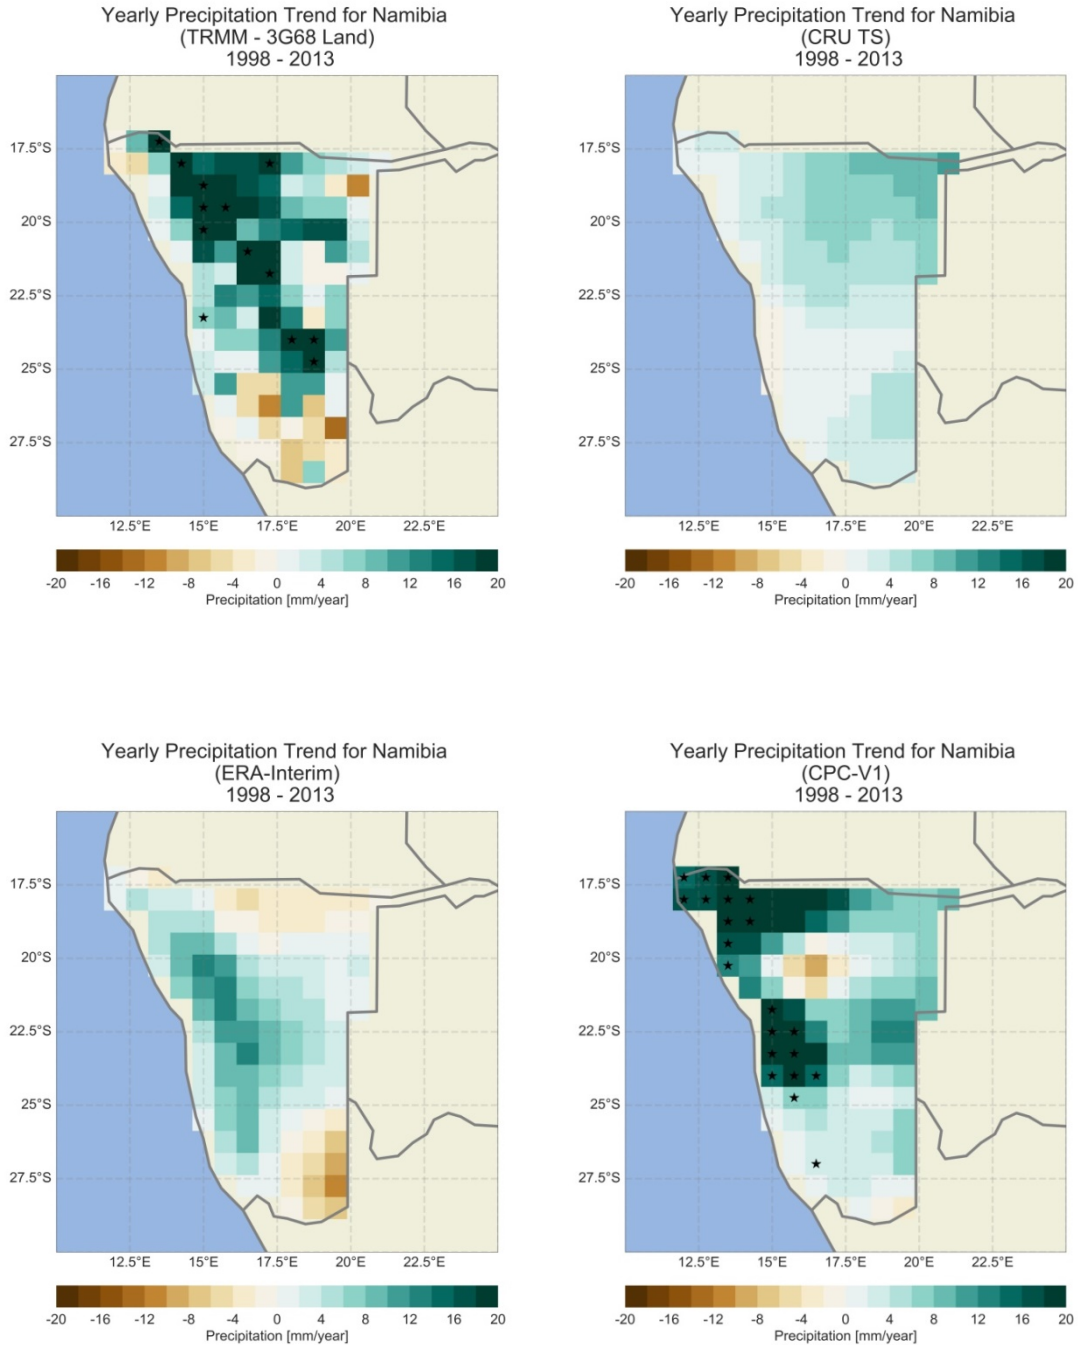 Yearly Precipitation Trend for Namibia
(TRMM - 3G68 Land)
1998 - 2013
17.5°S
20°S
22.5°S
25°S
27.5°S
12.5°E 15°E 17.5°E 20°E 22.5°E
-20 -16 -12 -8 -4 0 4 8 12 16 20
Precipitation [mm/year]
Yearly Precipitation Trend for Namibia
(CRU TS)
1998 - 2013
17.5°S
20°S
22.5°S
25°S
27.5°S
12.5°E 15°E 17.5°E 20°E 22.5°E
-20 -16 -12 -8 -4 0 4 8 12 16 20
Precipitation [mm/year]
Yearly Precipitation Trend for Namibia
(ERA-Interim)
1998 - 2013
17.5°S
20°S
22.5°S
25°S
27.5°S
12.5°E 15°E 17.5°E 20°E 22.5°E
-20 -16 -12 -8 -4 0 4 8 12 16 20
Precipitation [mm/year]
Yearly Precipitation Trend for Namibia
(CPC-V1)
1998 - 2013
17.5°S
20°S
22.5°S
25°S
27.5°S
12.5°E 15°E 17.5°E 20°E 22.5°E
-20 -16 -12 -8 -4 0 4 8 12 16 20
Precipitation [mm/year]